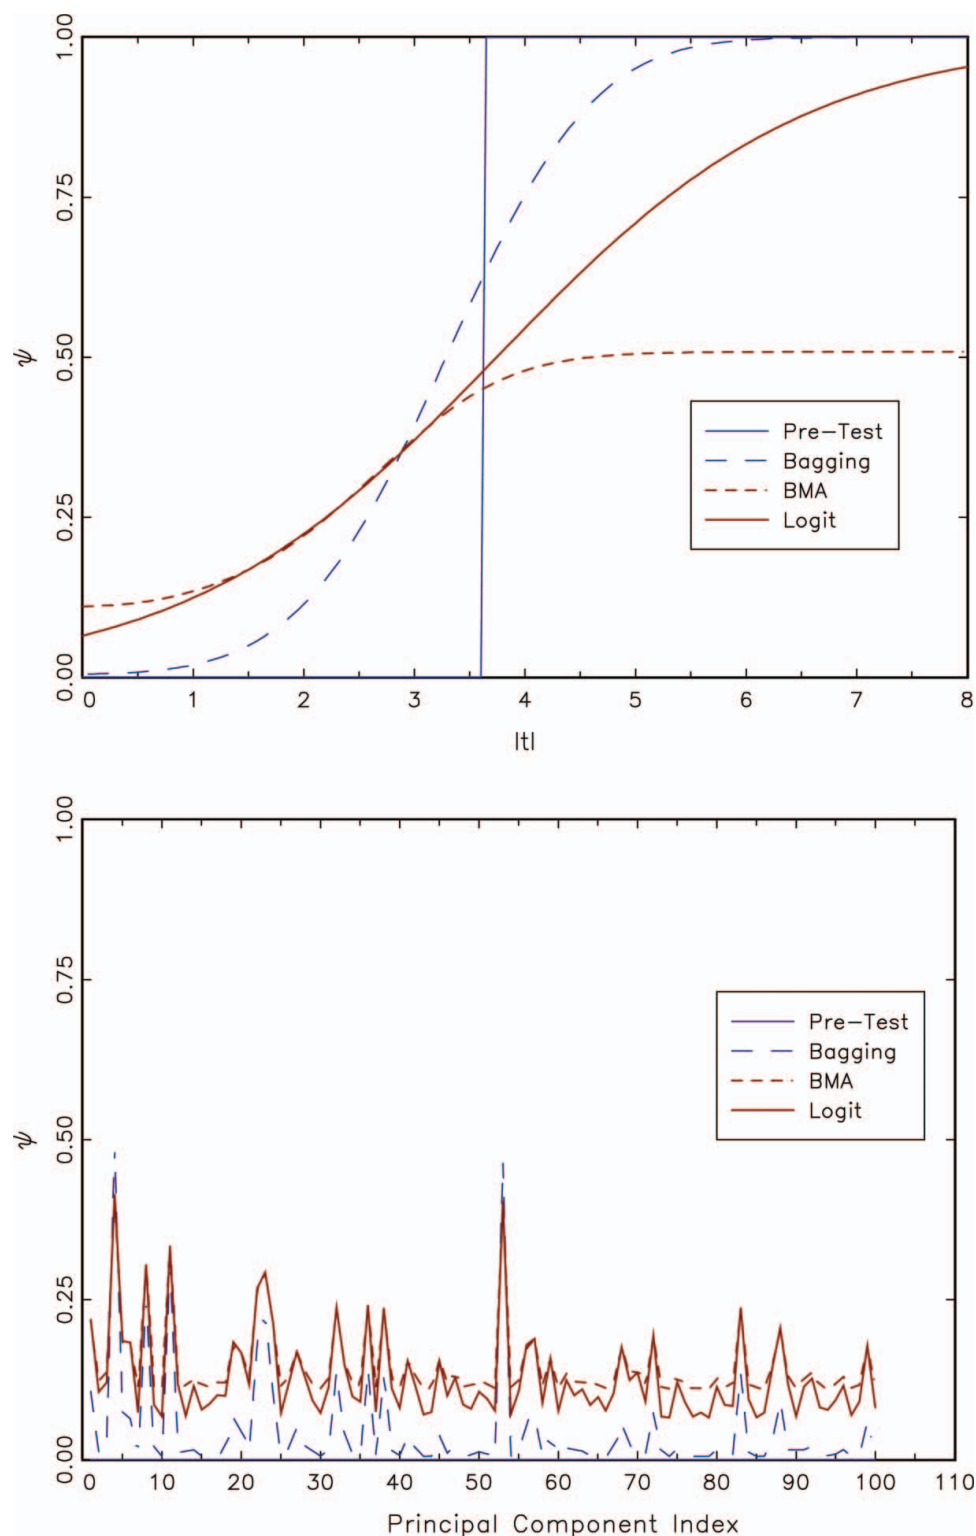 1.00
0.75
ψ
0.50
0.25
0.00
Pre-Test
Bagging
BMA
Logit
0 1 2 3 4 5 6 7 8
|t|
1.00
0.75
ψ
0.50
0.25
0.00
Pre-Test
Bagging
BMA
Logit
0 10 20 30 40 50 60 70 80 90 100 110
Principal Component Index